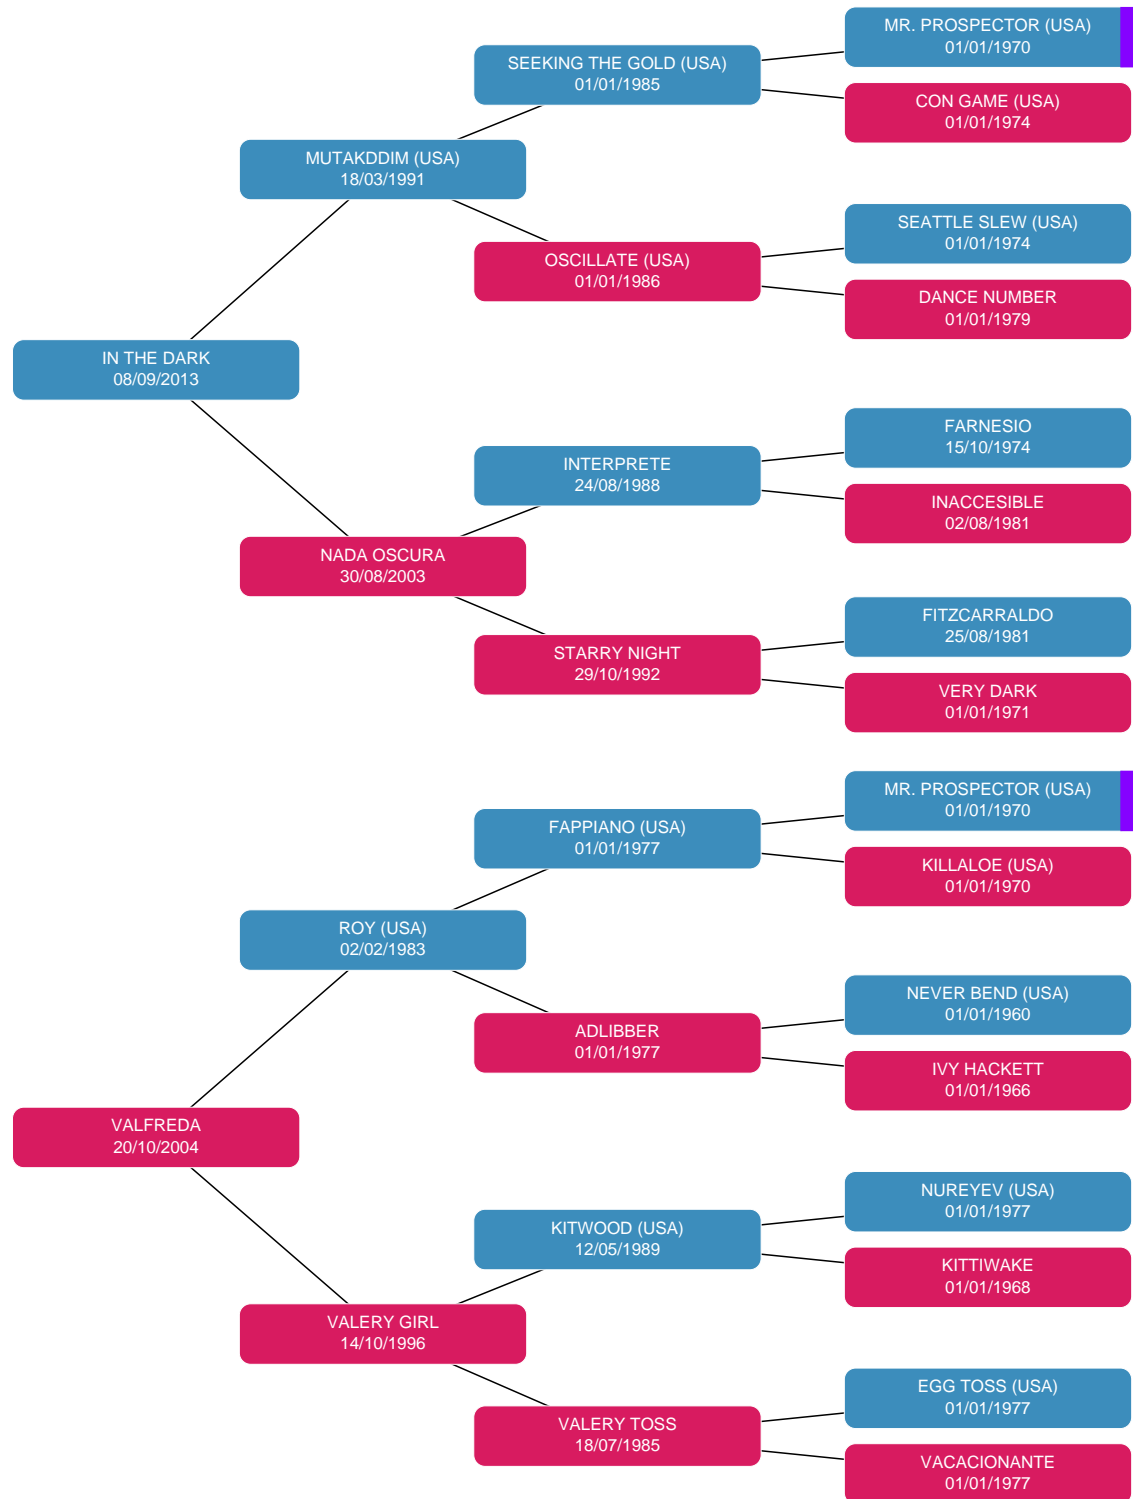 MR. PROSPECTOR (USA)
01/01/1970
SEEKING THE GOLD (USA)
01/01/1985
CON GAME (USA)
01/01/1974
MUTAKDDIM (USA)
18/03/1991
SEATTLE SLEW (USA)
01/01/1974
OSCILLATE (USA)
01/01/1986
DANCE NUMBER
01/01/1979
IN THE DARK
08/09/2013
FARNESIO
15/10/1974
INTERPRETE
24/08/1988
INACCESIBLE
02/08/1981
NADA OSCURA
30/08/2003
FITZCARRALDO
25/08/1981
STARRY NIGHT
29/10/1992
VERY DARK
01/01/1971
MR. PROSPECTOR (USA)
01/01/1970
FAPPIANO (USA)
01/01/1977
KILLALOE (USA)
01/01/1970
ROY (USA)
02/02/1983
NEVER BEND (USA)
01/01/1960
ADLIBBER
01/01/1977
IVY HACKETT
01/01/1966
VALFREDA
20/10/2004
NUREYEV (USA)
01/01/1977
KITWOOD (USA)
12/05/1989
KITTIWAKE
01/01/1968
VALERY GIRL
14/10/1996
EGG TOSS (USA)
01/01/1977
VALERY TOSS
18/07/1985
VACACIONANTE
01/01/1977